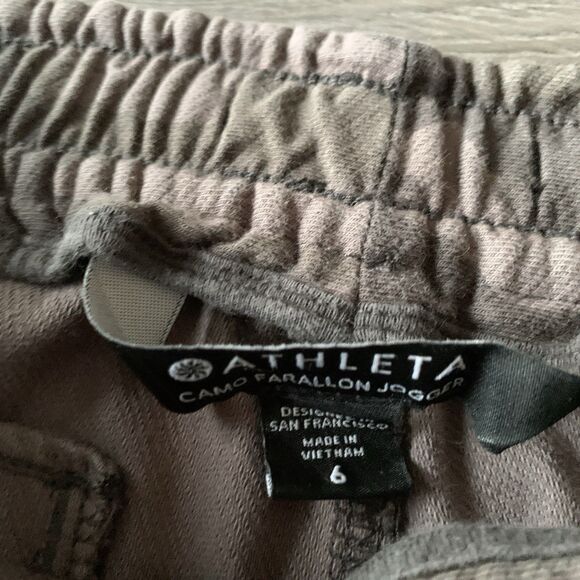 ATHLETA
CAMO FARALLON JOGGER
DESIGNED IN
SAN FRANCISCO
MADE IN
VIETNAM
6